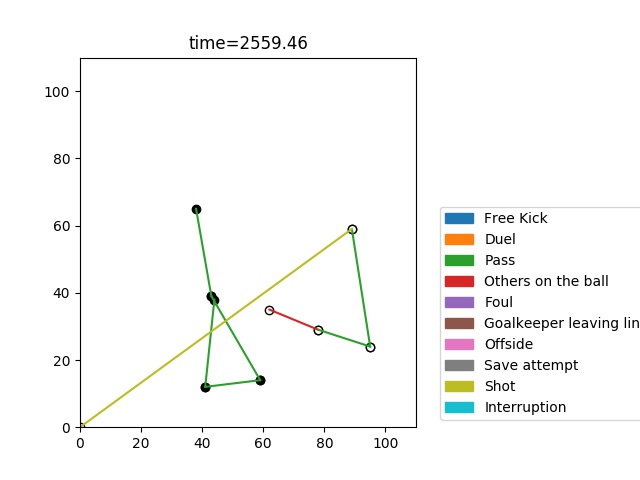 time=2559.46
100
80
60
40
20
0
0 20 40 60 80 100
Free Kick
Duel
Pass
Others on the ball
Foul
Goalkeeper leaving lin
Offside
Save attempt
Shot
Interruption